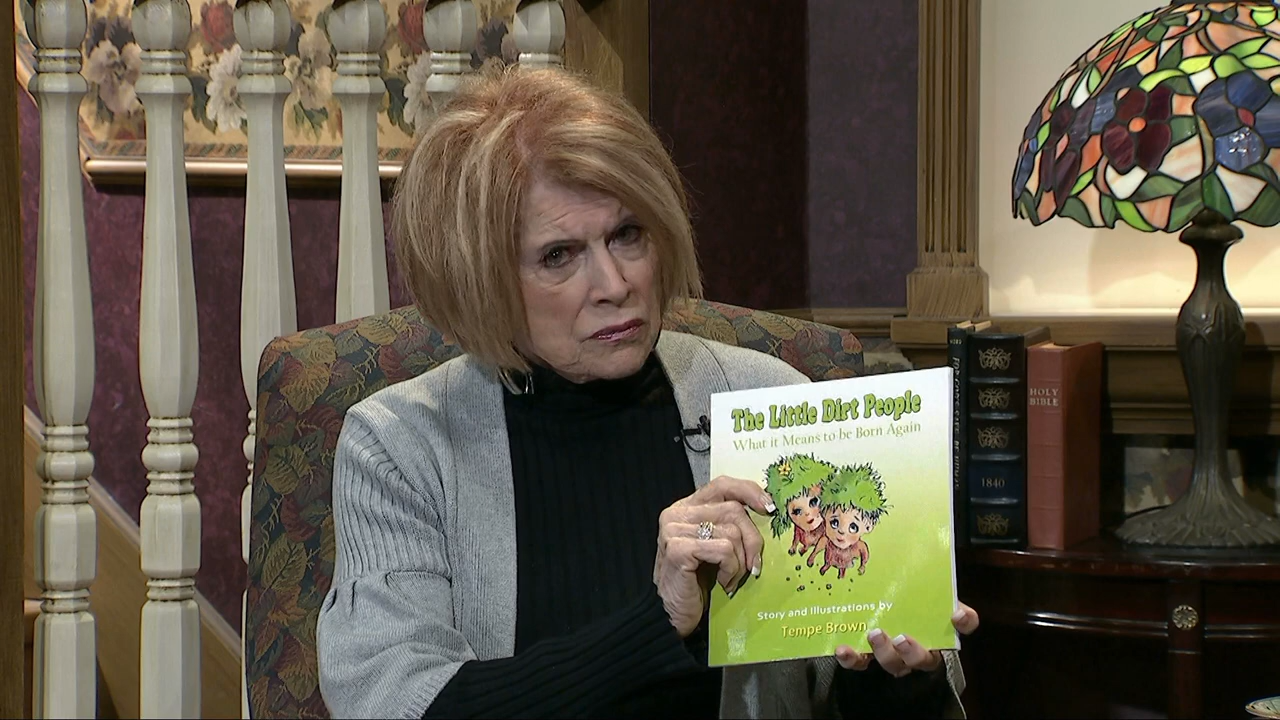 The Little Dirt People
What it Means to be Born Again
Story and Illustrations by
Tempe Brown
1840
HOLY
BIBLE